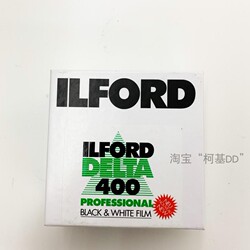 ILFORD
ILFORD
DELTA
400
PROFESSIONAL
BLACK & WHITE FILM
淘宝“柯基DD”